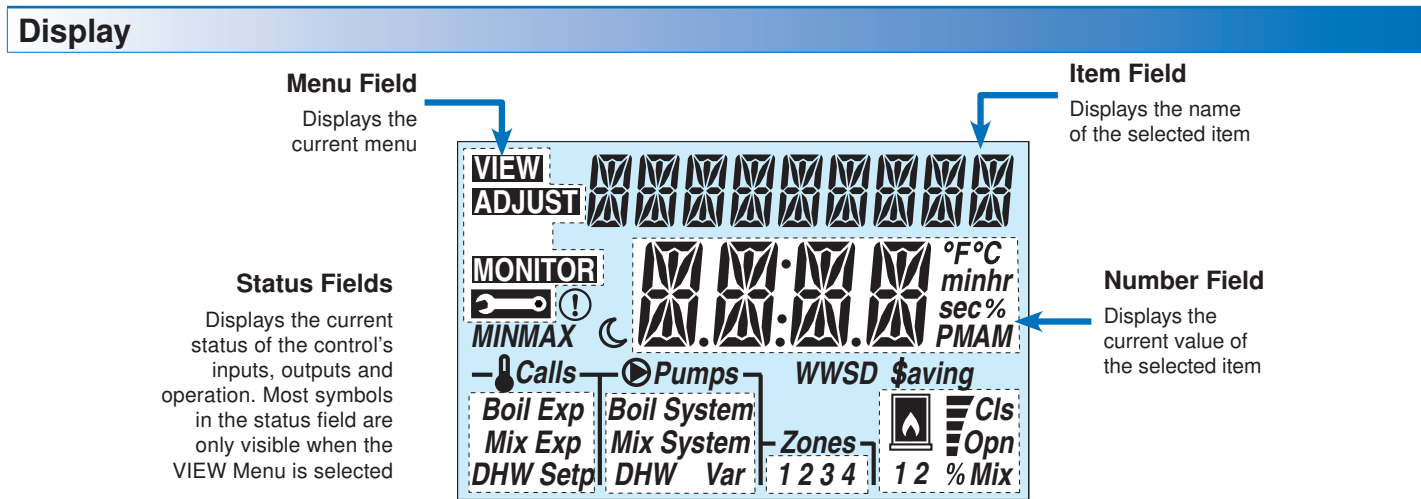 Display
Menu Field
Displays the
current menu
Item Field
Displays the name
of the selected item
VIEW
ADJUST
MONITOR
°F°C
minhr
sec%
PMAM
MINMAX
Status Fields
Displays the current
status of the control's
inputs, outputs and
operation. Most symbols
in the status field are
only visible when the
VIEW Menu is selected
Number Field
Displays the
current value of
the selected item
Calls
Pumps
WWSD $aving
Boil Exp
Mix Exp
DHW Setp
Boil System
Mix System
DHW Var
Zones
1 2 3 4
Cls
Opn
1 2 % Mix